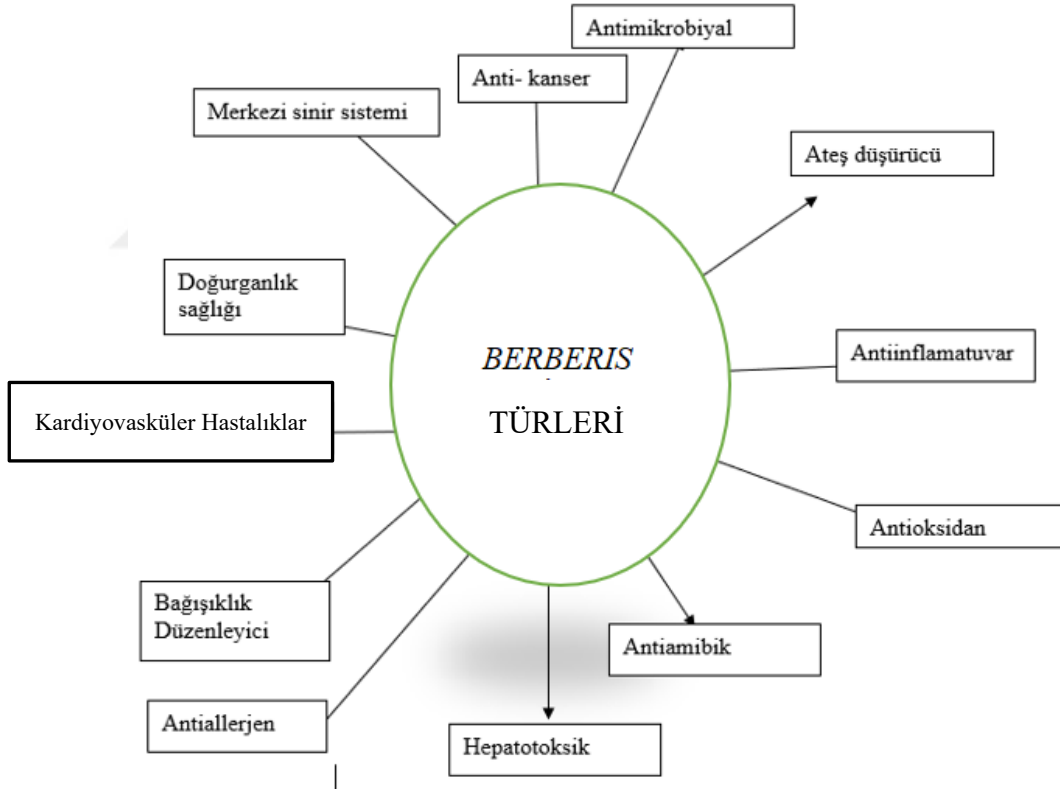 Antimikrobiyal
Anti- kanser
Merkezi sinir sistemi
Ateş düşürücü
Doğurganlık
sağlığı
BERBERIS
TÜRLERİ
Antiinflamatuvar
Kardiyovasküler Hastalıklar
Antioksidan
Bağışıklık
Düzenleyici
Antiamibik
Antiallerjen
Hepatotoksik